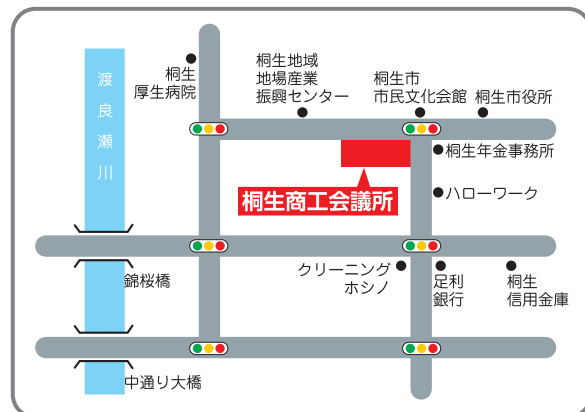 渡良瀬川
桐生
厚生病院
桐生地域
地場産業
振興センター
桐生市
市民文化会館
桐生市役所
桐生年金事務所
桐生商工会議所
ハローワーク
錦桜橋
クリーニング
ホシノ
足利
銀行
桐生
信用金庫
中通り大橋